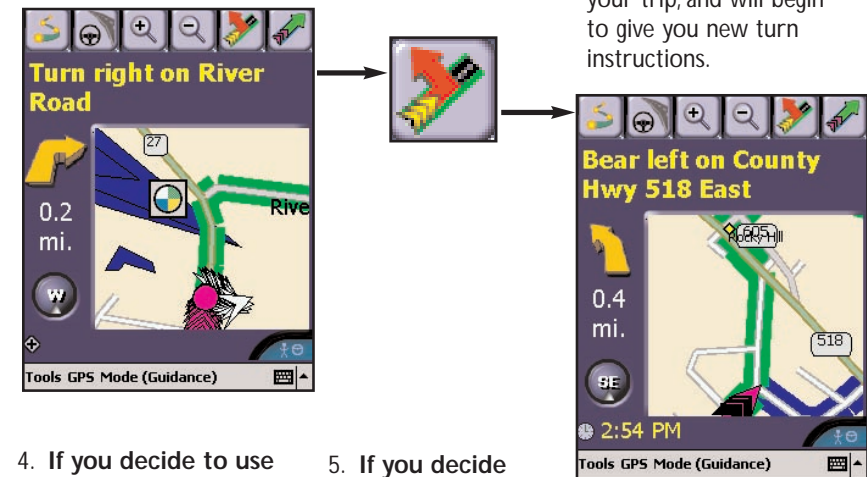 your trip, and will begin
to give you new turn
instructions.
Turn right on River
Road
27
Rive
0.2
mi.
W
Tools GPS Mode (Guidance)
Bear left on County
Hwy 518 East
605
Rocky Hill
0.4
mi.
518
SE
2:54 PM
Tools GPS Mode (Guidance)
4. If you decide to use
5. If you decide